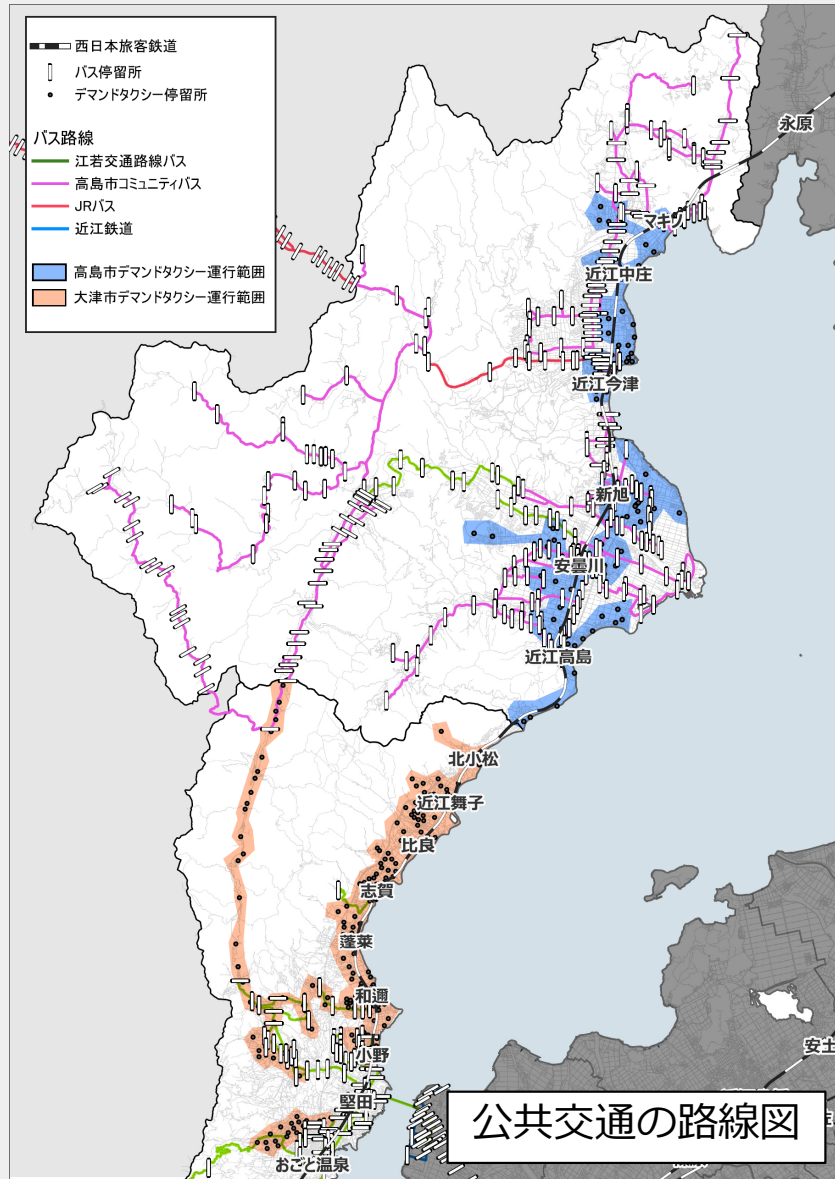 西日本旅客鉄道
バス停留所
デマンドタクシー停留所
バス路線
江若交通路線バス
高島市コミュニティバス
JRバス
近江鉄道
高島市デマンドタクシー運行範囲
大津市デマンドタクシー運行範囲
永原
マキノ
近江中庄
近江今津
新旭
安曇川
近江高島
北小松
近江舞子
比良
志賀
蓬莱
和邇
小野
堅田
おごと温泉
安土
公共交通の路線図